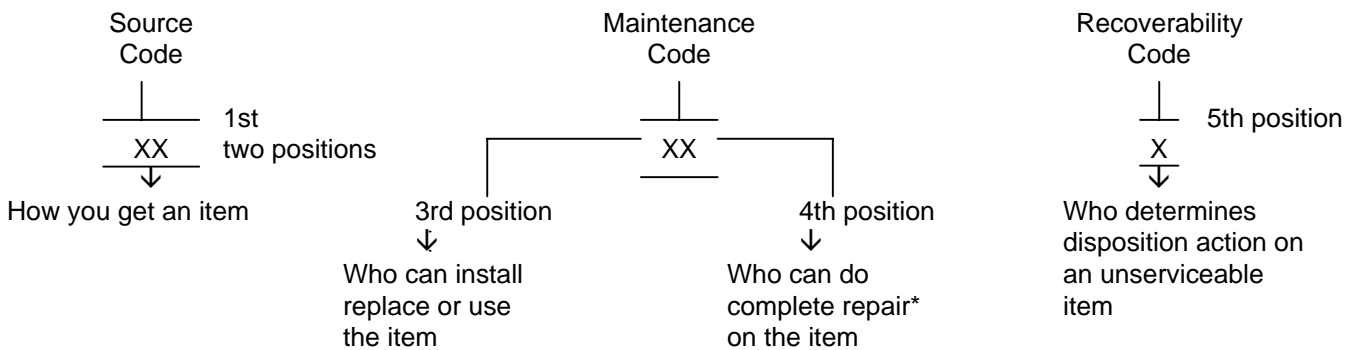 Source
Code
1st
XX two positions
How you get an item
Maintenance
Code
XX
3rd position
Who can install
replace or use
the item
4th position
Who can do
complete repair*
on the item
Recoverability
Code
5th position
X
Who determines
disposition action on
an unserviceable
item